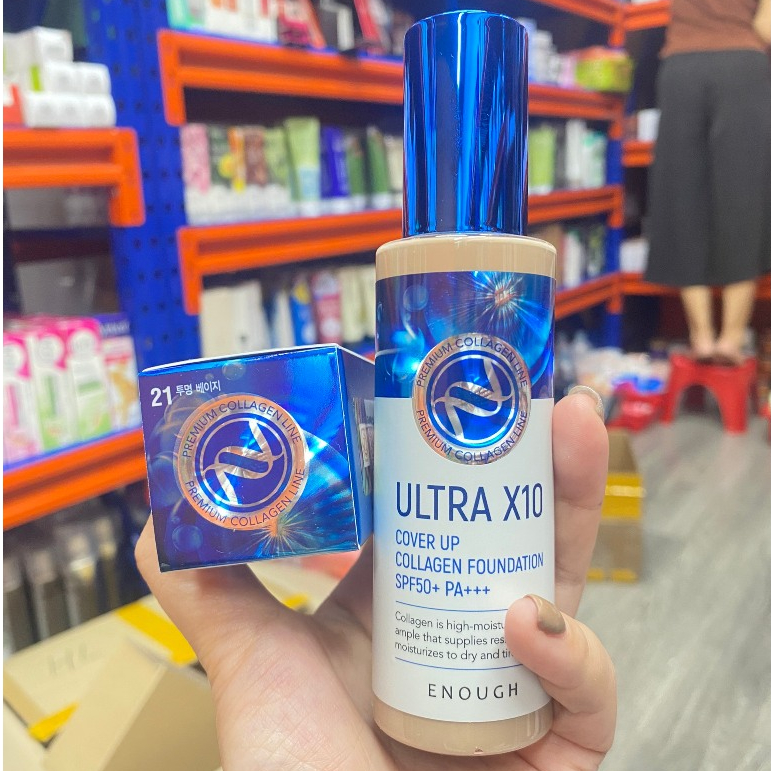 21 투명 베이지
PREMIUM COLLAGEN LINE
PREMIUM COLLAGEN LINE
PREMIUM COLLAGEN LINE
PREMIUM COLLAGEN LINE
ULTRA X10
COVER UP
COLLAGEN FOUNDATION
SPF50+ PA+++
Collagen is high-moistu
ample that supplies
moisturizes to dry and
ENOUGH